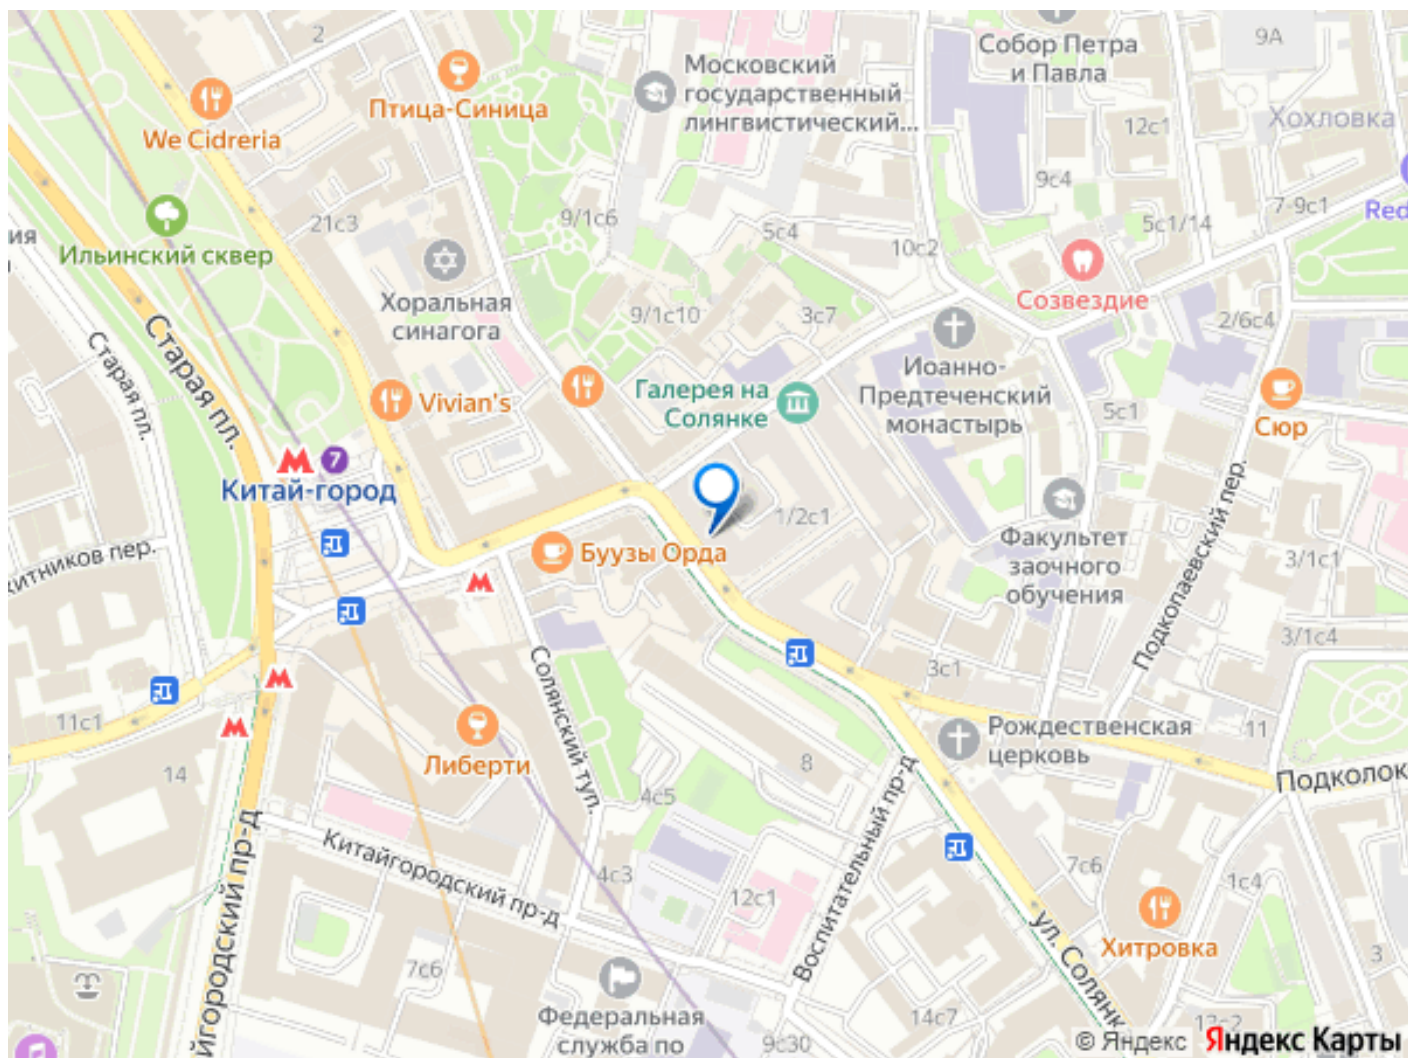 2
Птица-Синица
We Cidreria
Московский
государственный
лингвистический...
Собор Петра
и Павла
9А
Хохловка
12с1
9с4
7-9с1
Red
5с1/14
10с2
5с4
9/1с6
21с3
ия
Ильинский сквер
Хоральная
синагога
Созвездие
2/6с4
9/1с10
3с7
Иоанно-
Предтеченский
монастырь
Старая пл.
Старая пл.
Vivian's
Галерея на
Солянке
5с1
Сюр
7
Китай-город
1/2с1
Буузы Орда
Факультет
заочного
обучения
Подкопаевский пер.
3/1с1
3/1с4
итников пер.
Солянский туп.
3с1
11с1
14
Либерти
Рождественская
церковь
11
8
Подколок
4с5
Китайгородский пр-д
йгородский пр-д
4с3
12с1
Воспитательный пр-д
7с6
1с4
Хитровка
ул. Солянк
3
7с6
Федеральная
служба по
9с30
14с7
13с2
© Яндекс Яндекс Карты